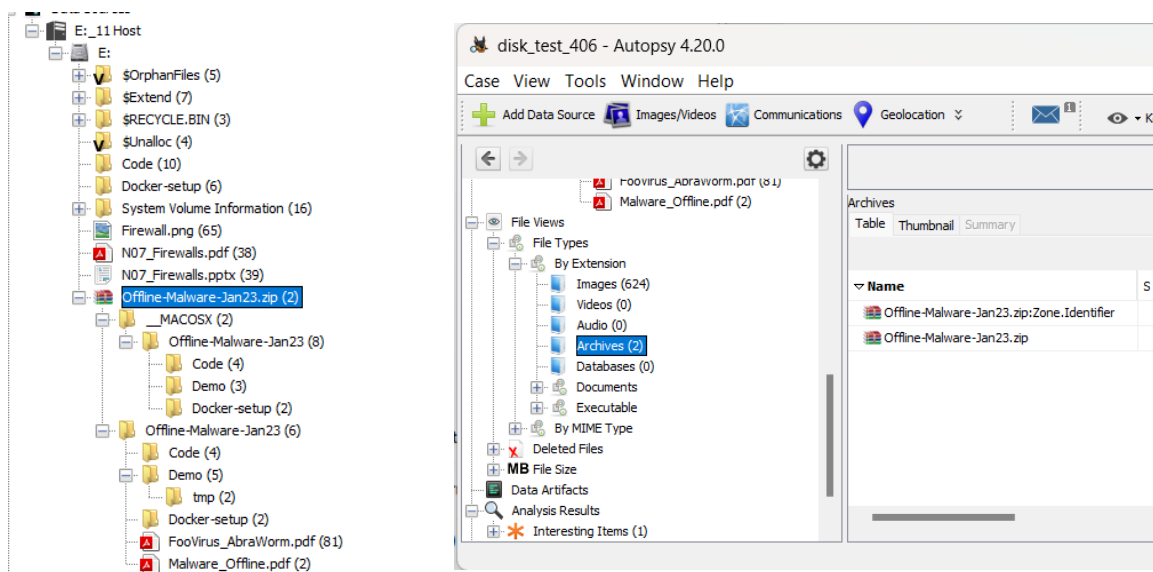 E:_11 Host
E:
$OrphanFiles (5)
$Extend (7)
$RECYCLE.BIN (3)
$Unalloc (4)
Code (10)
Docker-setup (6)
System Volume Information (16)
Firewall.png (65)
N07_Firewalls.pdf (38)
N07_Firewalls.pptx (39)
Offline-Malware-Jan23.zip (2)
__MACOSX (2)
Offline-Malware-Jan23 (8)
Code (4)
Demo (3)
Docker-setup (2)
Offline-Malware-Jan23 (6)
Code (4)
Demo (5)
tmp (2)
Docker-setup (2)
FooVirus_AbraWorm.pdf (81)
Malware_Offline.pdf (2)
disk_test_406 - Autopsy 4.20.0
Case View Tools Window Help
Add Data Source Images/Videos Communications Geolocation 1 K
FooVirus_AbraWorm.pdf (81)
Malware_Offline.pdf (2)
File Views
File Types
By Extension
Images (624)
Videos (0)
Audio (0)
Archives (2)
Databases (0)
Documents
Executable
By MIME Type
Deleted Files
MB File Size
Data Artifacts
Analysis Results
Interesting Items (1)
Archives
Table Thumbnail Summary
Name S
Offline-Malware-Jan23.zip:Zone.Identifier
Offline-Malware-Jan23.zip